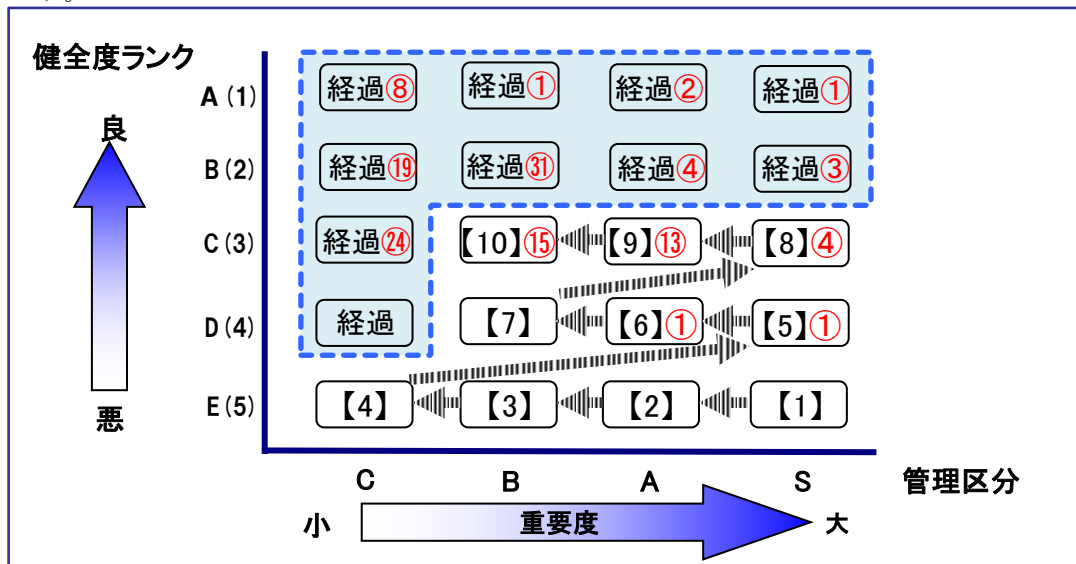 健全度ランク
良
悪
A(1) 経過⑧ 経過① 経過② 経過①
B(2) 経過⑲ 経過㉛ 経過④ 経過③
C(3) 経過㉔ 【10】⑮ 【9】⑬ 【8】④
D(4) 経過 【7】 【6】① 【5】①
E(5) 【4】 【3】 【2】 【1】
C B A S 管理区分
小 重要度 大